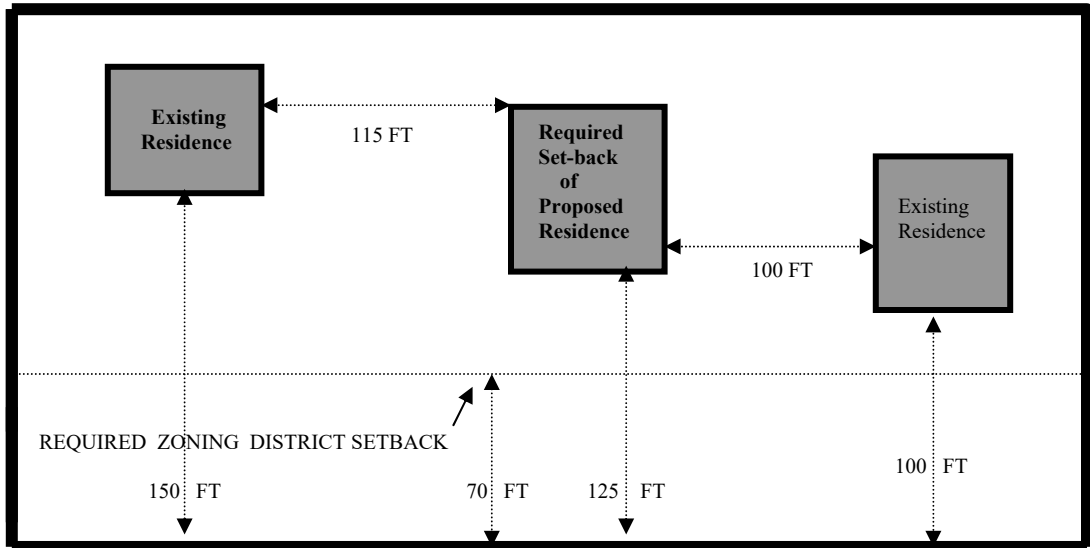 Existing
Residence
115 FT
Required
Set-back
of
Proposed
Residence
Existing
Residence
100 FT
REQUIRED ZONING DISTRICT SETBACK
150 FT
70 FT
125 FT
100 FT